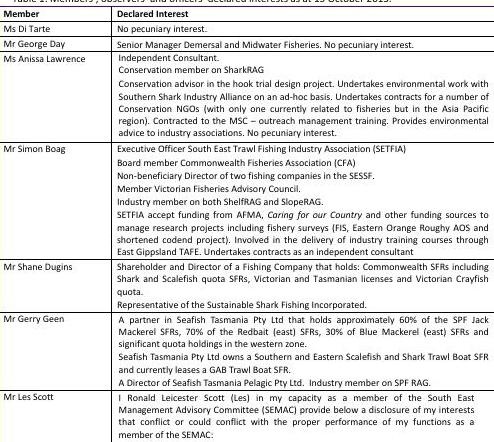 Table 1: Members', observers' and officers' declared interests as at 15 October 2013.
Member Declared Interest
Ms Di Tarte No pecuniary interest.
Mr George Day Senior Manager Demersal and Midwater Fisheries. No pecuniary interest.
Ms Anissa Lawrence Independent Consultant.
Conservation member on SharkRAG
Conservation advisor in the hook trial design project. Undertakes environmental work with
Southern Shark Industry Alliance on an ad-hoc basis. Undertakes contracts for a number of
Conservation NGOs (with only one currently related to fisheries but in the Asia Pacific
region). Contracted to the MSC – outreach management training. Provides environmental
advice to industry associations. No pecuniary interest.
Mr Simon Boag Executive Officer South East Trawl Fishing Industry Association (SETFIA)
Board member Commonwealth Fisheries Association (CFA)
Non-beneficiary Director of two fishing companies in the SESSF.
Member Victorian Fisheries Advisory Council.
Industry member on both ShelfRAG and SlopeRAG.
SETFIA accept funding from AFMA, Caring for our Country and other funding sources to
manage research projects including fishery surveys (FIS, Eastern Orange Roughy AOS and
shortened codend project). Involved in the delivery of industry training courses through
East Gippsland TAFE. Undertakes contracts as an independent consultant
Mr Shane Dugins Shareholder and Director of a Fishing Company that holds: Commonwealth SFRs including
Shark and Scalefish quota SFRs, Victorian and Tasmanian licenses and Victorian Crayfish
quota.
Representative of the Sustainable Shark Fishing Incorporated.
Mr Gerry Geen A partner in Seafish Tasmania Pty Ltd that holds approximately 60% of the SPF Jack
Mackerel SFRs, 70% of the Redbait (east) SFRs, 30% of Blue Mackerel (east) SFRs and
significant quota holdings in the western zone.
Seafish Tasmania Pty Ltd owns a Southern and Eastern Scalefish and Shark Trawl Boat SFR
and currently leases a GAB Trawl Boat SFR.
A Director of Seafish Tasmania Pelagic Pty Ltd. Industry member on SPF RAG.
Mr Les Scott I Ronald Leicester Scott (Les) in my capacity as a member of the South East
Management Advisory Committee (SEMAC) provide below a disclosure of my interests
that conflict or could conflict with the proper performance of my functions as a
member of the SEMAC: